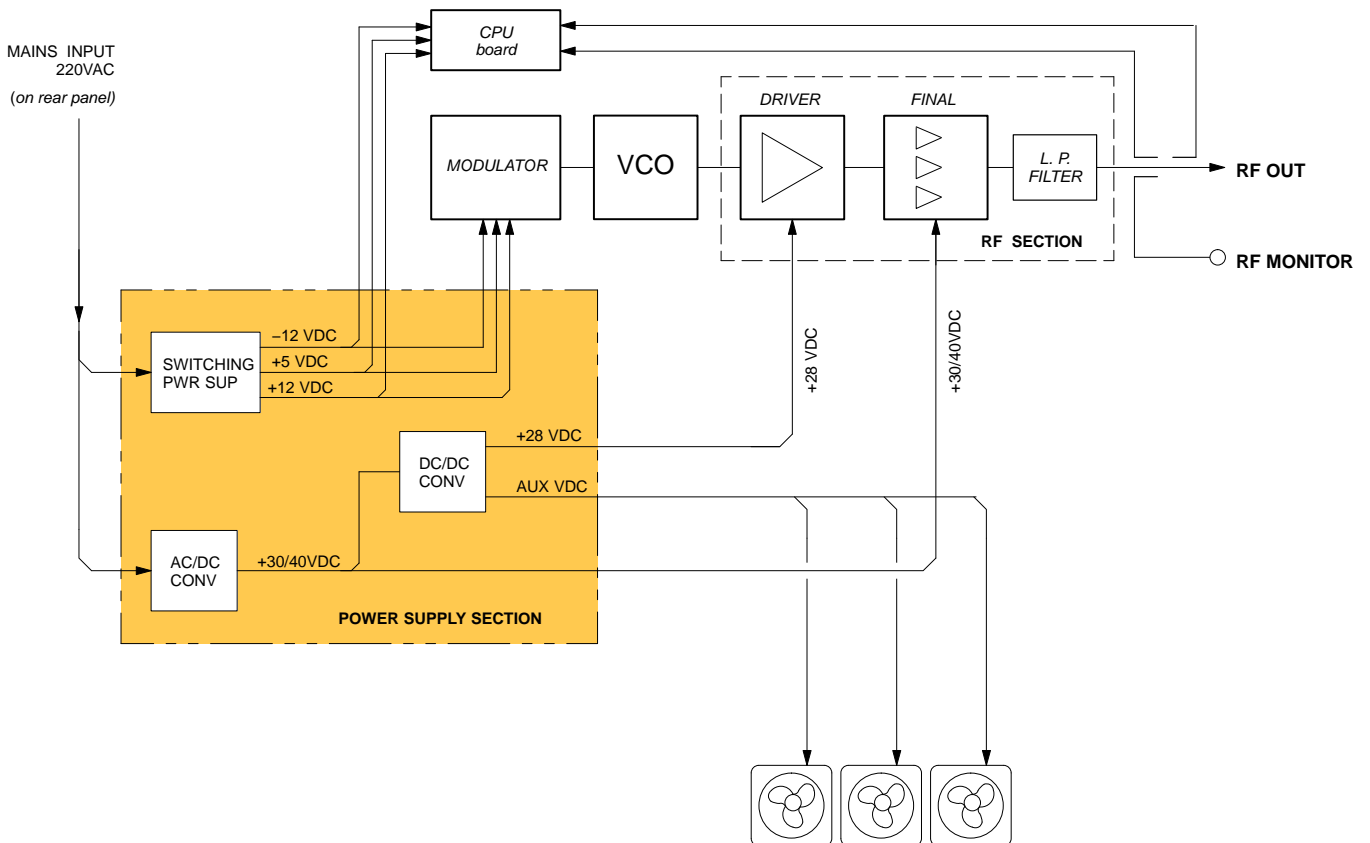 CPU
board
MAINS INPUT
220VAC
(on rear panel)
DRIVER
FINAL
MODULATOR
VCO
L. P.
FILTER
RF OUT
RF SECTION
RF MONITOR
SWITCHING
PWR SUP
–12 VDC
+5 VDC
+12 VDC
+28 VDC
+30/40VDC
DC/DC
CONV
+28 VDC
AUX VDC
AC/DC
CONV
+30/40VDC
POWER SUPPLY SECTION